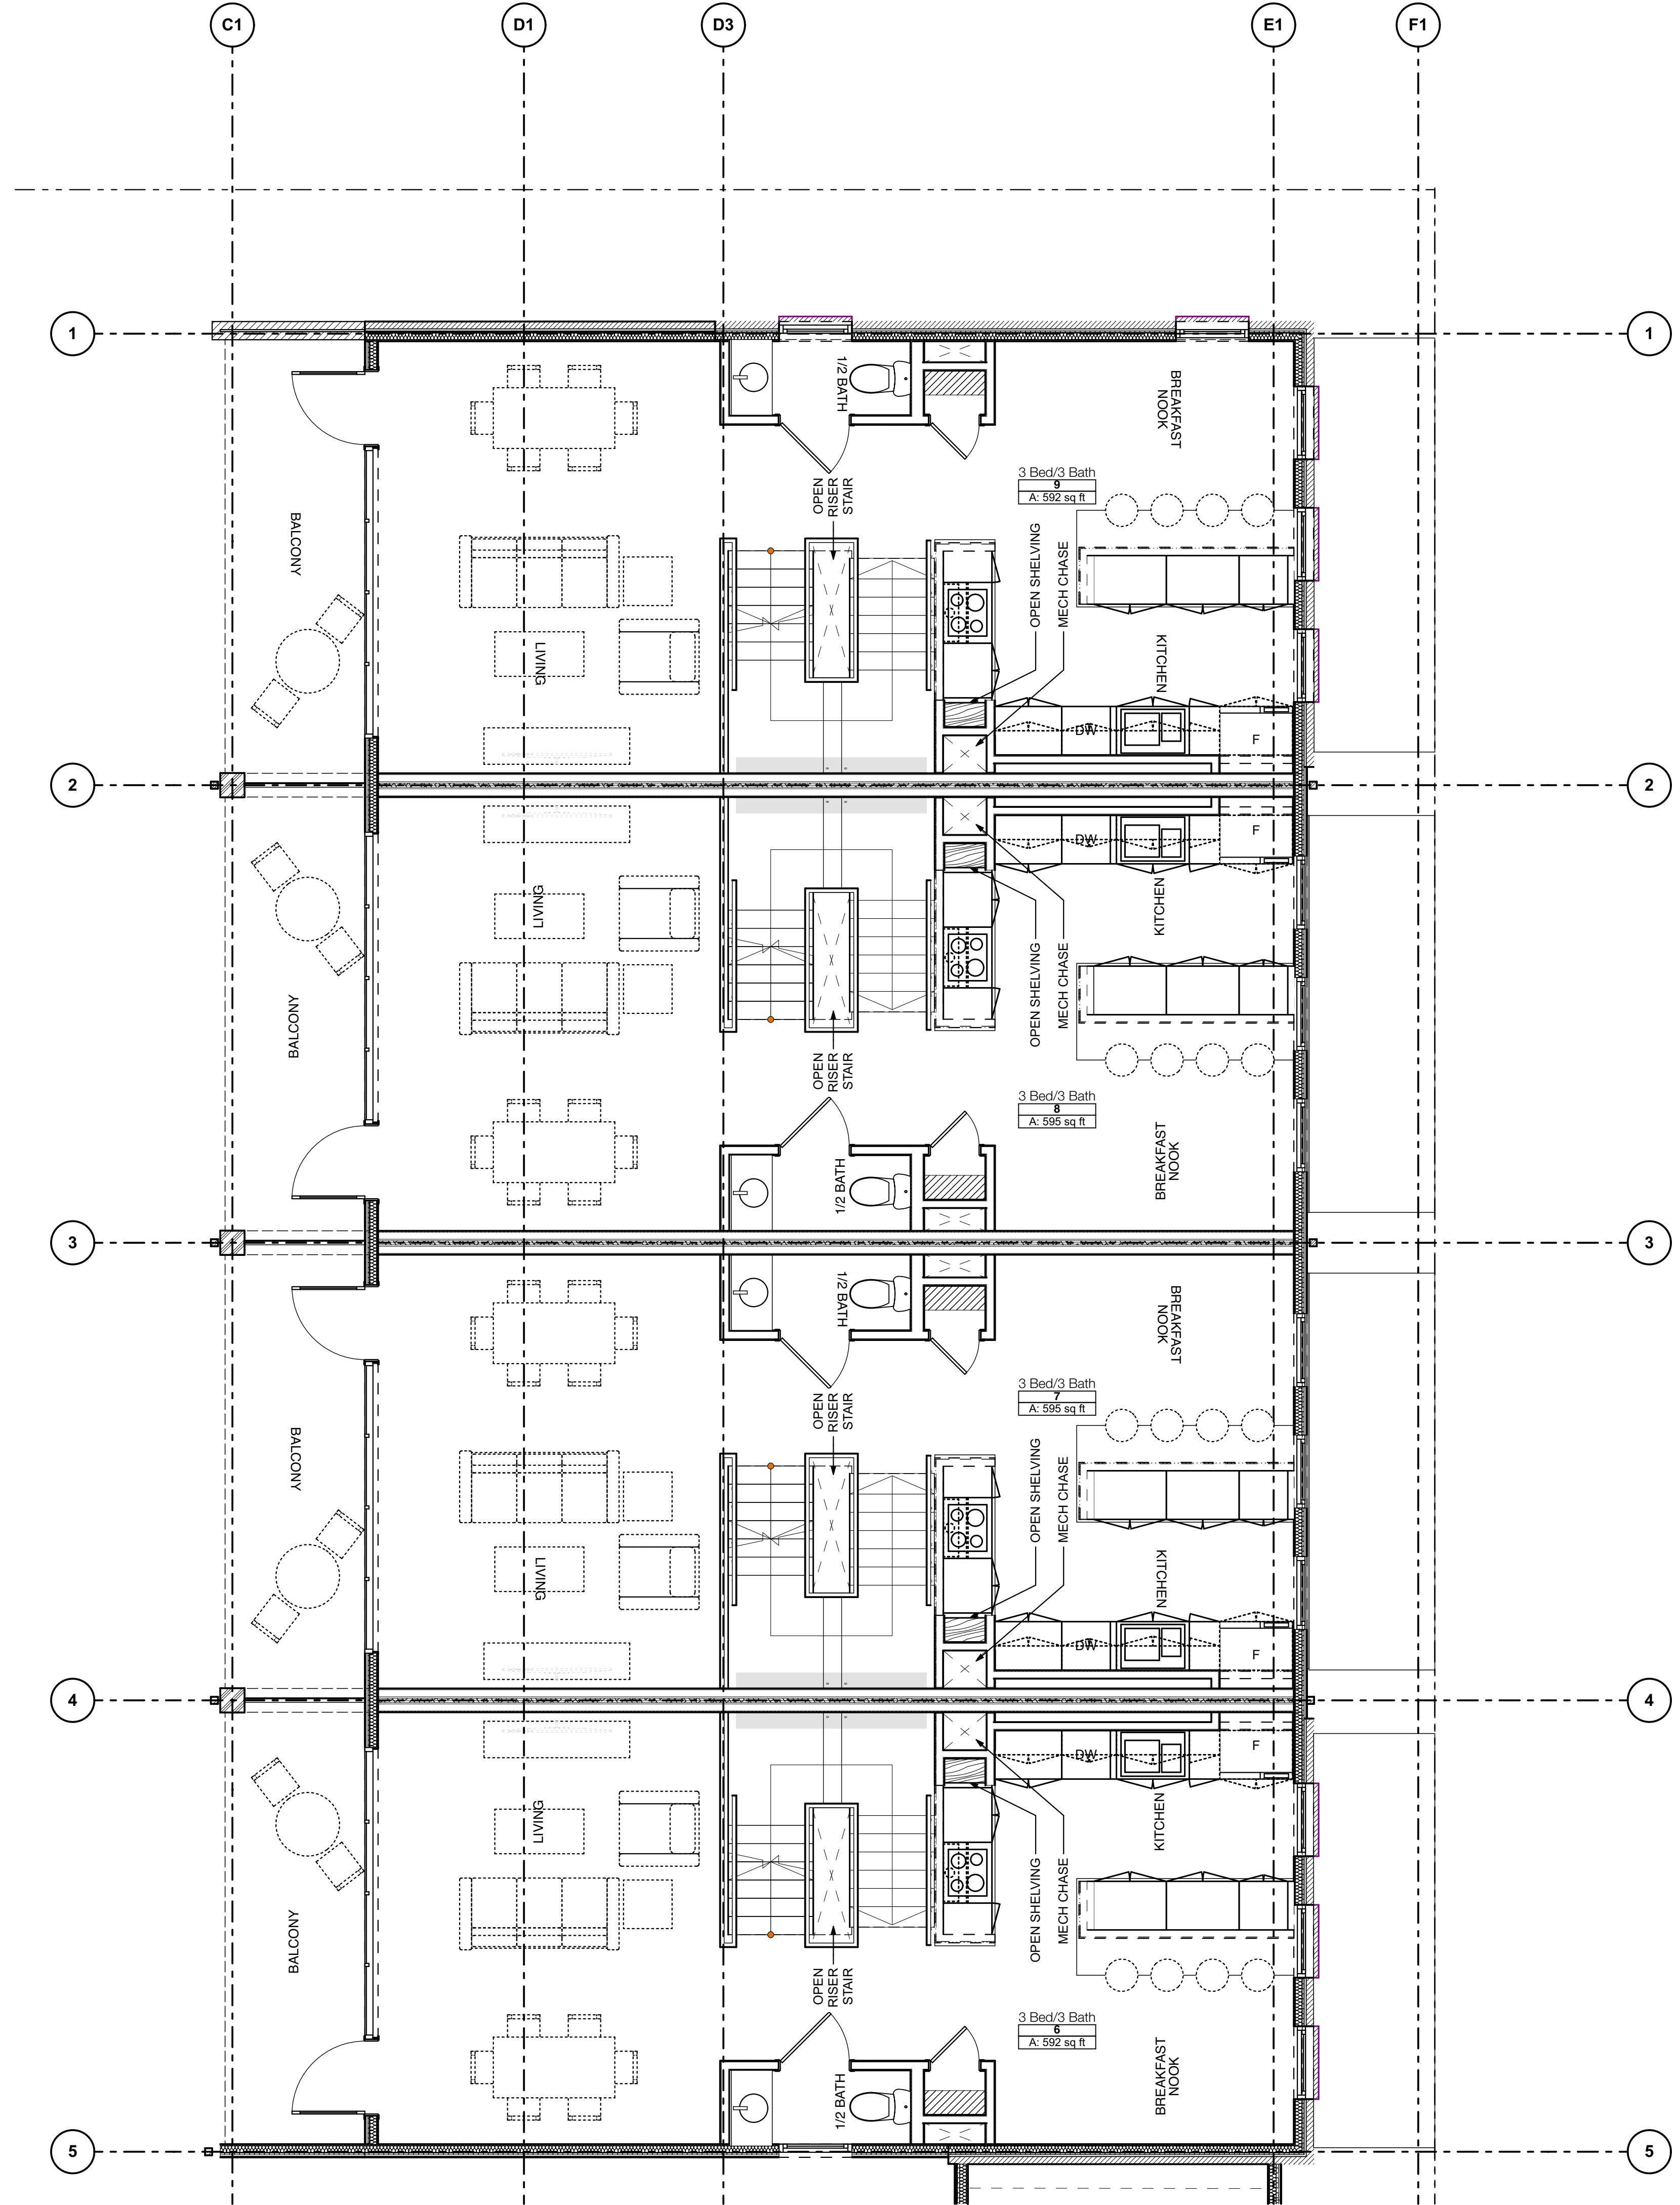 C1
D1
D3
E1
F1
1
1
1/2 BATH
BREAKFAST
NOOK
3 Bed/3 Bath
9
A: 592 sq ft
OPEN
RISER
STAIR
BALCONY
OPEN SHELVING
MECH CHASE
LIVING
KITCHEN
DW
F
2
2
DW
F
LIVING
KITCHEN
OPEN SHELVING
MECH CHASE
BALCONY
OPEN
RISER
STAIR
3 Bed/3 Bath
8
A: 595 sq ft
BREAKFAST
NOOK
1/2 BATH
3
3
1/2 BATH
BREAKFAST
NOOK
3 Bed/3 Bath
7
A: 595 sq ft
OPEN
RISER
STAIR
BALCONY
OPEN SHELVING
MECH CHASE
LIVING
KITCHEN
DW
F
4
4
DW
F
LIVING
KITCHEN
OPEN SHELVING
MECH CHASE
BALCONY
OPEN
RISER
STAIR
3 Bed/3 Bath
6
A: 592 sq ft
BREAKFAST
NOOK
1/2 BATH
5
5